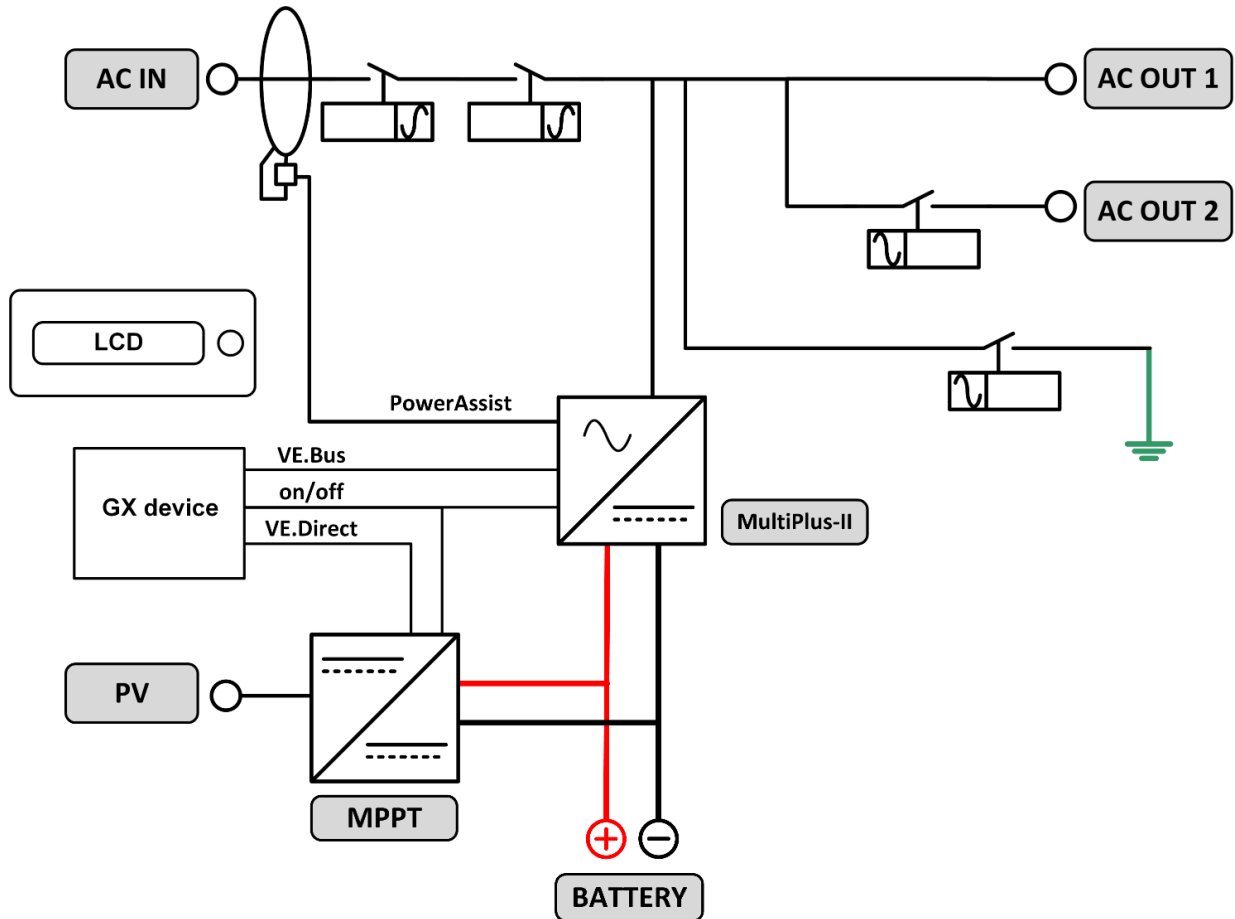 AC IN
AC OUT 1
AC OUT 2
LCD
PowerAssist
VE.Bus
on/off
VE.Direct
GX device
MultiPlus-II
PV
MPPT
BATTERY